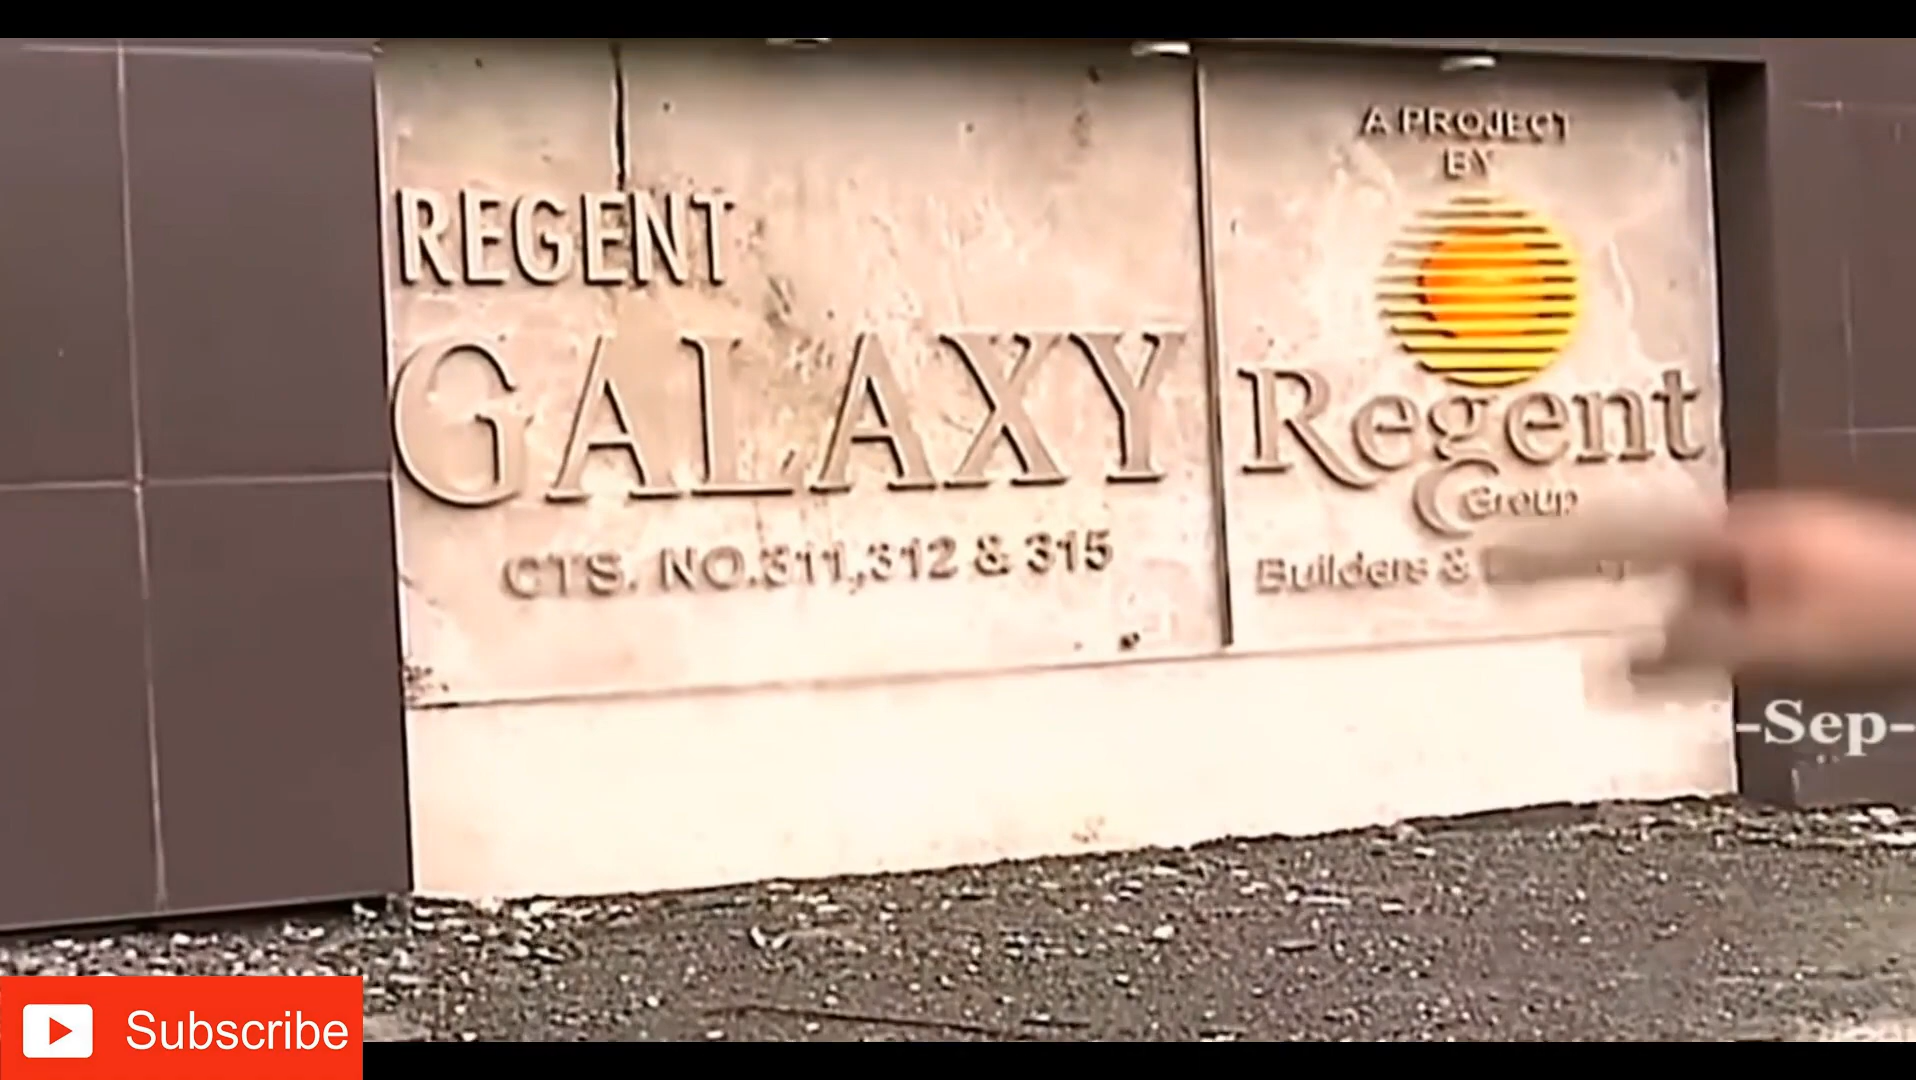 REGENT
GALAXY
CTS. NO.311,312 & 315
A PROJECT
BY
Regent
Group
Builders &
-Sep-
Subscribe